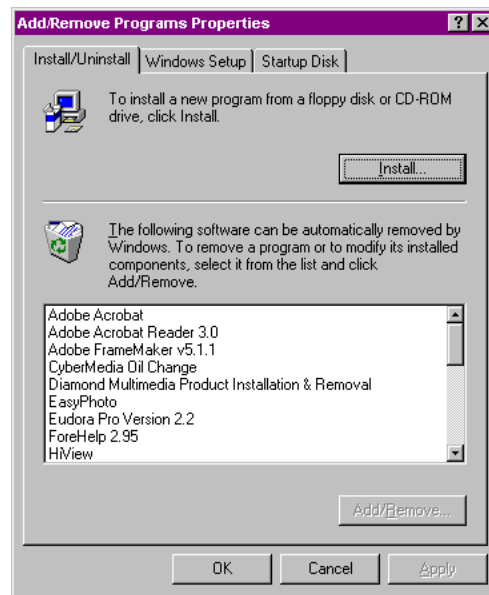 Add/Remove Programs Properties
Install/Uninstall Windows Setup Startup Disk
To install a new program from a floppy disk or CD-ROM
drive, click Install.
Install...
The following software can be automatically removed by
Windows. To remove a program or to modify its installed
components, select it from the list and click
Add/Remove.
Adobe Acrobat
Adobe Acrobat Reader 3.0
Adobe FrameMaker v5.1.1
CyberMedia Oil Change
Diamond Multimedia Product Installation & Removal
EasyPhoto
Eudora Pro Version 2.2
ForeHelp 2.95
HiView
Add/Remove...
OK Cancel Apply